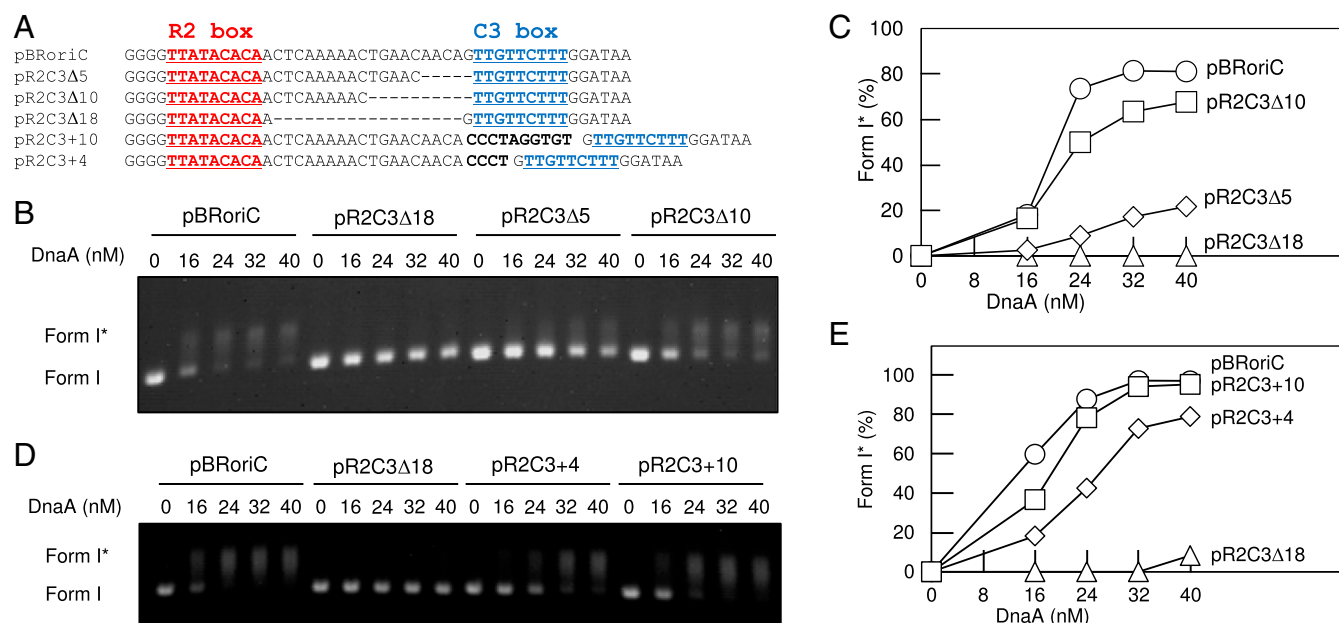 A
R2 box C3 box
pBRoriC GGGGTTATACACAACTCAAAAACTGAACAACAGTTGTTCTTTGGATAA
pR2C3Δ5 GGGGTTATACACAACTCAAAAACTGAAC-----TTGTTCTTTGGATAA
pR2C3Δ10 GGGGTTATACACAACTCAAAAC----------TTGTTCTTTGGATAA
pR2C3Δ18 GGGGTTATACACAA------------------GTTGTTCTTTGGATAA
pR2C3+10 GGGGTTATACACAACTCAAAAACTGAACAACACCCTAGGTGT GTTGTTCTTTGGATAA
pR2C3+4 GGGGTTATACACAACTCAAAAACTGAACAACACCCT GTTGTTCTTTGGATAA
B
pBRoriC pR2C3Δ18 pR2C3Δ5 pR2C3Δ10
DnaA (nM) 0 16 24 32 40 0 16 24 32 40 0 16 24 32 40 0 16 24 32 40
Form I*
Form I
C
Form I* (%)
100
80
60
40
20
0
0 8 16 24 32 40
DnaA (nM)
pBRoriC
pR2C3Δ10
pR2C3Δ5
pR2C3Δ18
D
pBRoriC pR2C3Δ18 pR2C3+4 pR2C3+10
DnaA (nM) 0 16 24 32 40 0 16 24 32 40 0 16 24 32 40 0 16 24 32 40
Form I*
Form I
E
Form I* (%)
100
80
60
40
20
0
0 8 16 24 32 40
DnaA (nM)
pBRoriC
pR2C3+10
pR2C3+4
pR2C3Δ18